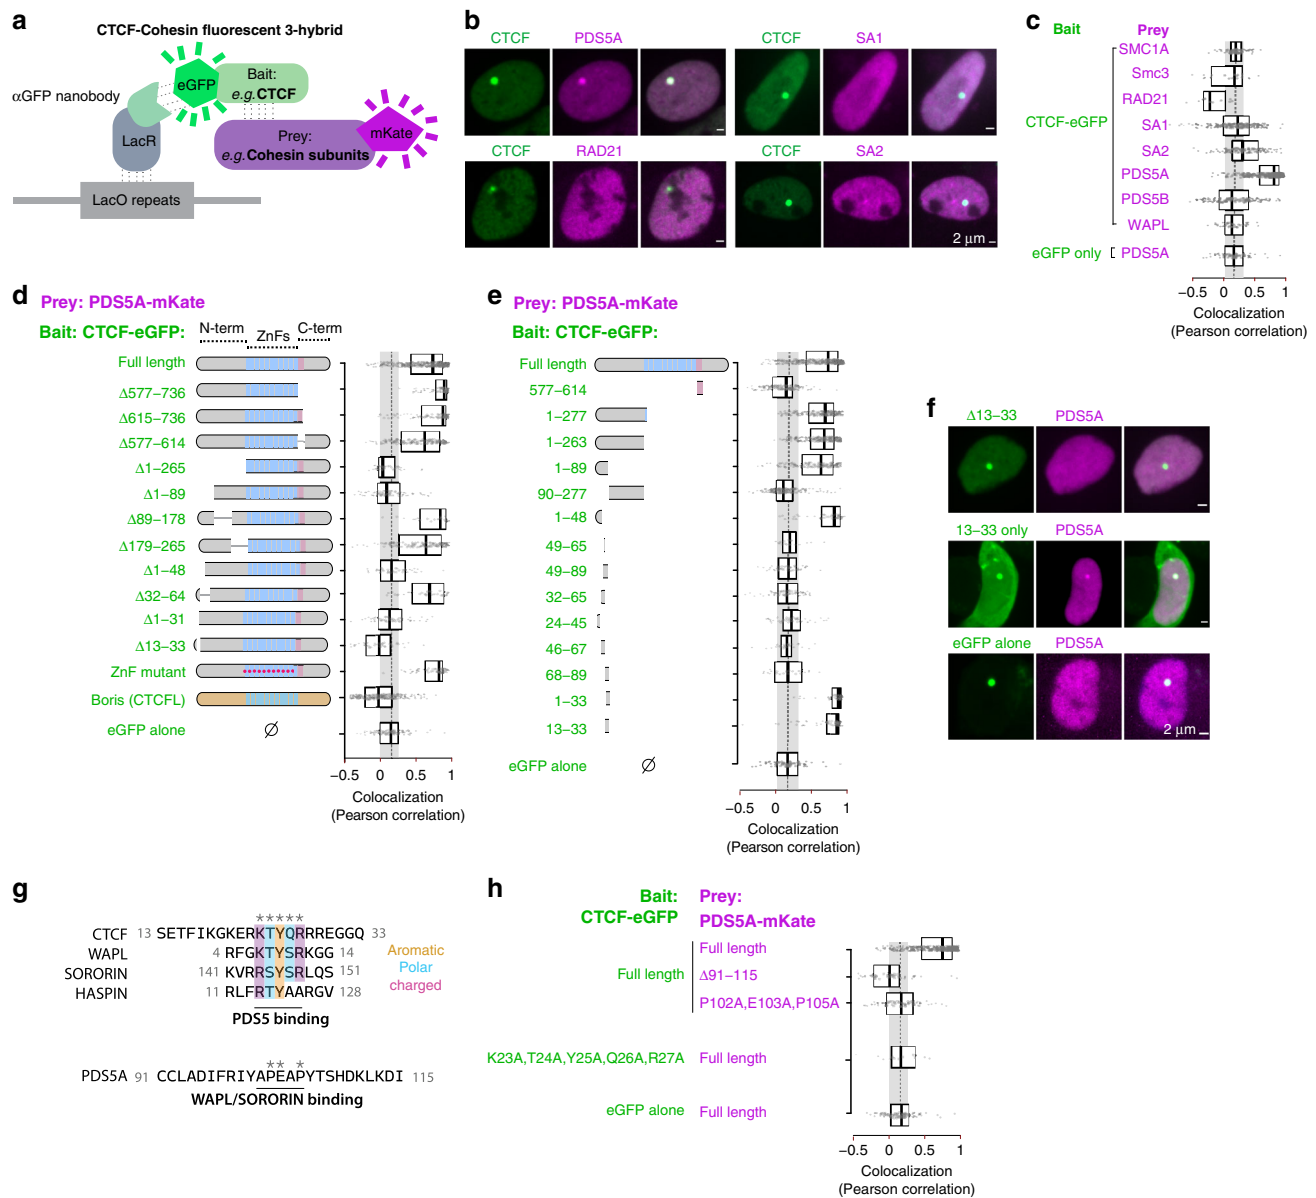 a
CTCF-Cohesin fluorescent 3-hybrid
αGFP nanobody
eGFP
Bait:
e.g. CTCF
LacR
Prey:
e.g. Cohesin subunits
mKate
LacO repeats
b
CTCF PDS5A CTCF SA1
CTCF RAD21 CTCF SA2
2 μm
c
Bait Prey
SMC1A
Smc3
RAD21
CTCF-eGFP SA1
SA2
PDS5A
PDS5B
WAPL
eGFP only PDS5A
−0.5 0 0.5 1
Colocalization
(Pearson correlation)
d
Prey: PDS5A-mKate
Bait: CTCF-eGFP:
N-term ZnFs C-term
Full length
Δ577−736
Δ615−736
Δ577−614
Δ1−265
Δ1−89
Δ89−178
Δ179−265
Δ1−48
Δ32−64
Δ1−31
Δ13−33
ZnF mutant
Boris (CTCFL)
eGFP alone ∅
−0.5 0 0.5 1
Colocalization
(Pearson correlation)
e
Prey: PDS5A-mKate
Bait: CTCF-eGFP:
Full length
577−614
1−277
1−263
1−89
90−277
1−48
49−65
49−89
32−65
24−45
46−67
68−89
1−33
13−33
eGFP alone ∅
−0.5 0 0.5 1
Colocalization
(Pearson correlation)
f
Δ13−33 PDS5A
13−33 only PDS5A
eGFP alone PDS5A
2 μm
g
*****
CTCF 13 SETFIKGKERKTYQRRREGGQ 33
WAPL 4 RFGKTYSRKGG 14
SORORIN 141 KVRRSYSRLQS 151
HASPIN 11 RLFRTYAARGV 128
Aromatic
Polar
charged
PDS5 binding
** *
PDS5A 91 CCLADIFRIYAPEAPYTSHDKLKDI 115
WAPL/SORORIN binding
h
Bait: Prey:
CTCF-eGFP PDS5A-mKate
Full length
Full length Δ91−115
P102A,E103A,P105A
K23A,T24A,Y25A,Q26A,R27A Full length
eGFP alone Full length
−0.5 0 0.5 1
Colocalization
(Pearson correlation)